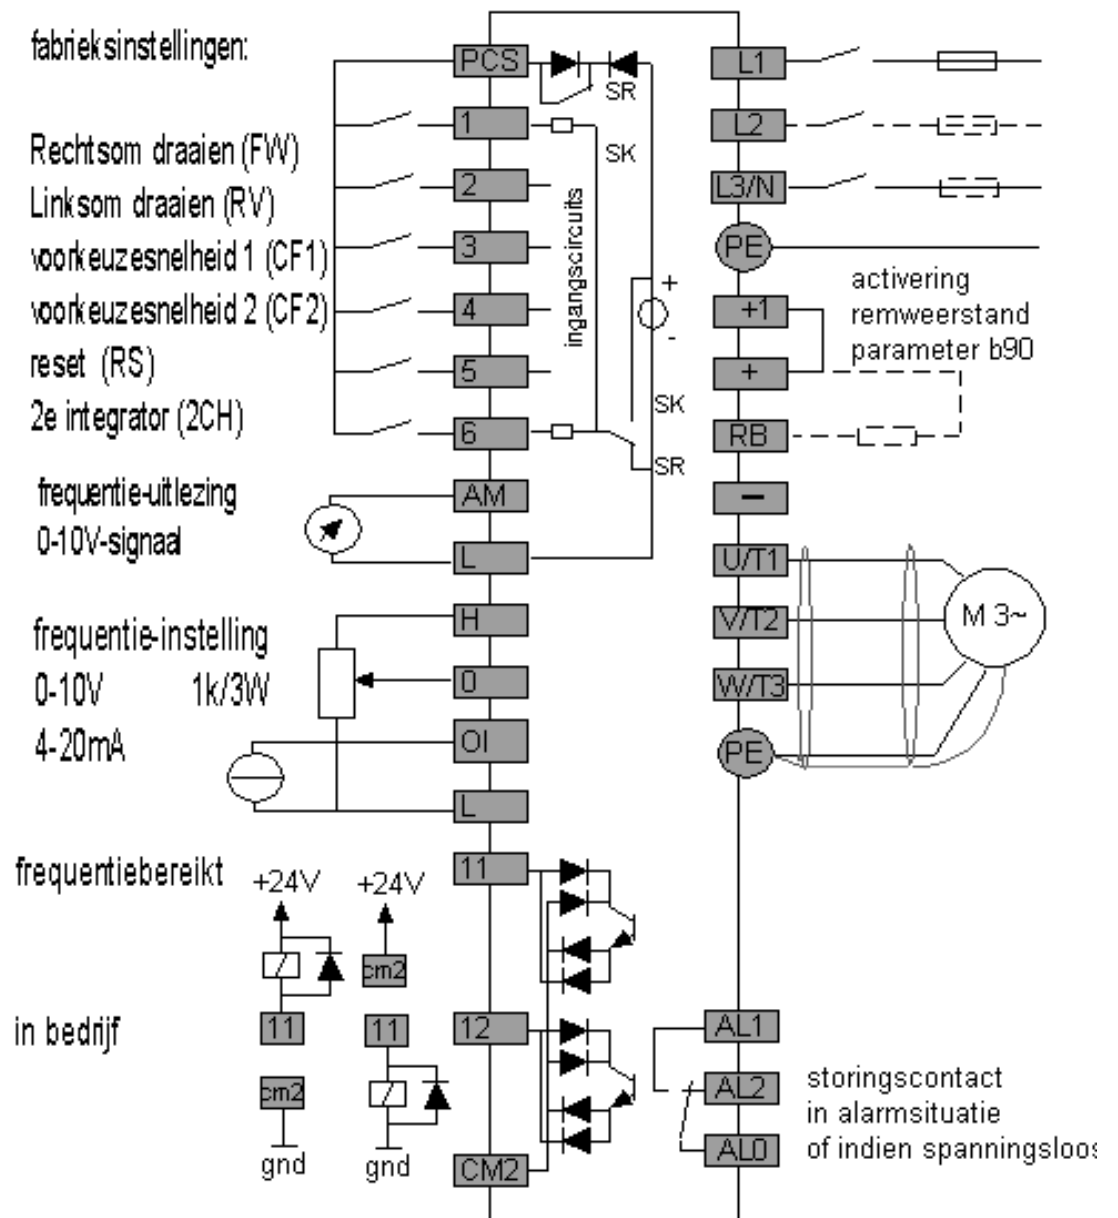 fabrieksinstellingen:
Rechtsom draaien (FW)
Linksom draaien (RV)
voorkeuzesnelheid 1 (CF1)
voorkeuzesnelheid 2 (CF2)
reset (RS)
2e integrator (2CH)
frequentie-uitlezing
0-10V-signaal
frequentie-instelling
0-10V 1k/3W
4-20mA
frequentiebereikt
in bedrijf
+24V
11
cm2
gnd
+24V
cm2
11
gnd
PCS
1
2
3
4
5
6
AM
L
H
0
OI
L
11
12
CM2
SR
SK
ingangscircuits
+
-
SK
SR
L1
L2
L3/N
PE
+1
+
RB
−
U/T1
V/T2
W/T3
PE
AL1
AL2
AL0
activering
remweerstand
parameter b90
M 3~
storingscontact
in alarmsituatie
of indien spanningsloos